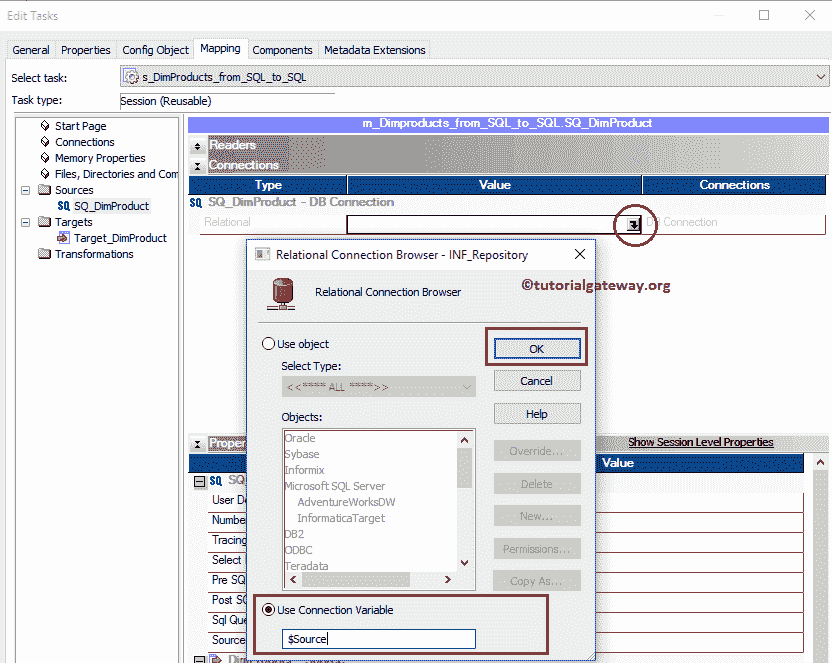 Edit Tasks
General Properties Config Object Mapping Components Metadata Extensions
Select task: s_DimProducts_from_SQL_to_SQL
Task type: Session (Reusable)
Start Page
Connections
Memory Properties
Files, Directories and Com
Sources
SQ SQ_DimProduct
Targets
Target_DimProduct
Transformations
m_Dimproducts_from_SQL_to_SQL.SQ_DimProduct
Readers
Connections
Type Value Connections
SQ SQ_DimProduct - DB Connection
Relational DB Connection
Relational Connection Browser - INF_Repository
Relational Connection Browser
©tutorialgateway.org
Use object
Select Type:
<<**** ALL ****>>
Objects:
Oracle
Sybase
Informix
Microsoft SQL Server
AdventureWorksDW
InformaticaTarget
DB2
ODBC
Teradata
OK
Cancel
Help
Override...
Delete
New...
Permissions...
Copy As...
Use Connection Variable
$Source
Proper
Show Session Level Properties
Value
SQ SQ
User De
Number
Tracing
Select
Pre SQ
Post SQ
Sql Que
Source